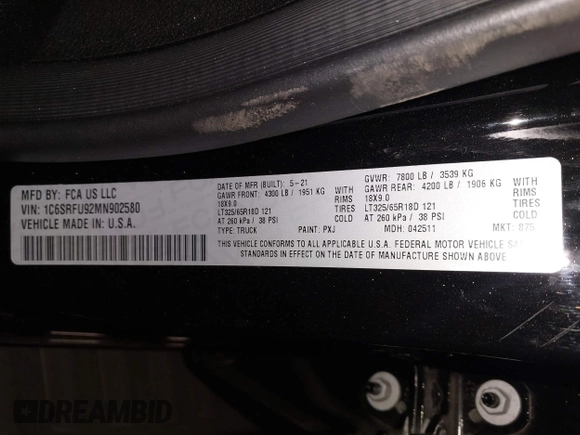 MFD BY: FCA US LLC
VIN: 1C6SRFU92MN902580
VEHICLE MADE IN: U.S.A.
DATE OF MFR (BUILT): 5-21
GAWR FRONT: 4300 LB / 1951 KG
18X9.0 RIMS
LT325/65R18D 121 TIRES
AT 260 kPa / 38 PSI COLD
TYPE: TRUCK PAINT: PXJ
GVWR: 7800 LB / 3539 KG
GAWR REAR: 4200 LB / 1906 KG
18X9.0 RIMS
LT325/65R18D 121 TIRES
AT 260 kPa / 38 PSI COLD
MDH: 042511 MKT: 875
THIS VEHICLE CONFORMS TO ALL APPLICABLE U.S.A. FEDERAL MOTOR VEHICLE
STANDARDS IN EFFECT ON THE DATE OF MANUFACTURE SHOWN ABOVE
DREAMBID